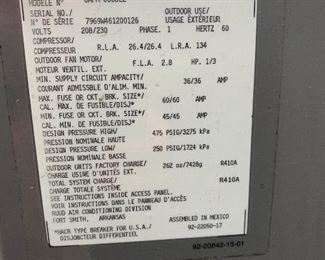 MODEL NO.
SERIAL NO./ OUTDOOR USE/
N° DE SÉRIE 7969W461200126 USAGE EXTÉRIEUR
VOLTS 208/230 PHASE. 1 HERTZ 60
COMPRESSOR/
COMPRESSEUR R.L.A. 26.4/26.4 L.R.A. 134
OUTDOOR FAN MOTOR/ F.L.A. 2.8 HP. 1/3
MOTEUR VENTIL. EXT.
MIN. SUPPLY CIRCUIT AMPACITY/ 36/36 AMP
COURANT ADMISSIBLE D'ALIM. MIN.
MAX. FUSE OR CKT. BRK. SIZE*/ 60/60 AMP
CAL. MAX. DE FUSIBLE/DISJ*
MIN. FUSE OR CKT. BRK. SIZE*/ 45/45 AMP
CAL. MIN. DE FUSIBLE/DISJ*
DESIGN PRESSURE HIGH/ 475 PSIG/3275 kPa
PRESSION NOMINALE HAUTE
DESIGN PRESSURE LOW/ 250 PSIG/1724 kPa
PRESSION NOMINALE BASSE
OUTDOOR UNITS FACTORY CHARGE/ 262 oz/7428g R410A
CHARGE USINE D'UNITÉS EXT.
TOTAL SYSTEM CHARGE/ R410A
CHARGE TOTALE SYSTÈME
SEE INSTRUCTIONS INSIDE ACCESS PANEL.
VOIR INSTRUCTIONS DANS LE PANNEAU D'ACCÈS
RUUD AIR CONDITIONING DIVISION
FORT SMITH, ARKANSAS ASSEMBLED IN MEXICO
*HACR TYPE BREAKER FOR U.S.A./ 92-22050-17
DISJONCTEUR DIFFERENTIEL
92-20842-15-01